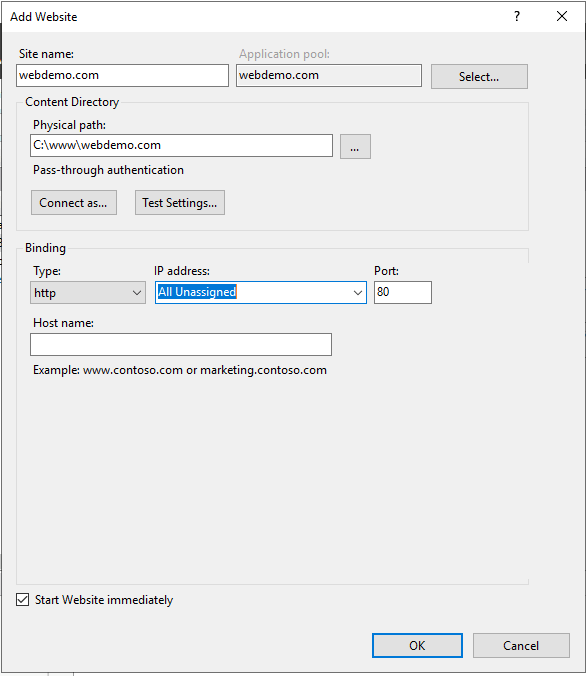 Add Website
?
Site name:
Application pool:
webdemo.com
webdemo.com
Select...
Content Directory
Physical path:
C:\www\webdemo.com
...
Pass-through authentication
Connect as...
Test Settings...
Binding
Type:
IP address:
Port:
http
All Unassigned
80
Host name:
Example: www.contoso.com or marketing.contoso.com
Start Website immediately
OK
Cancel